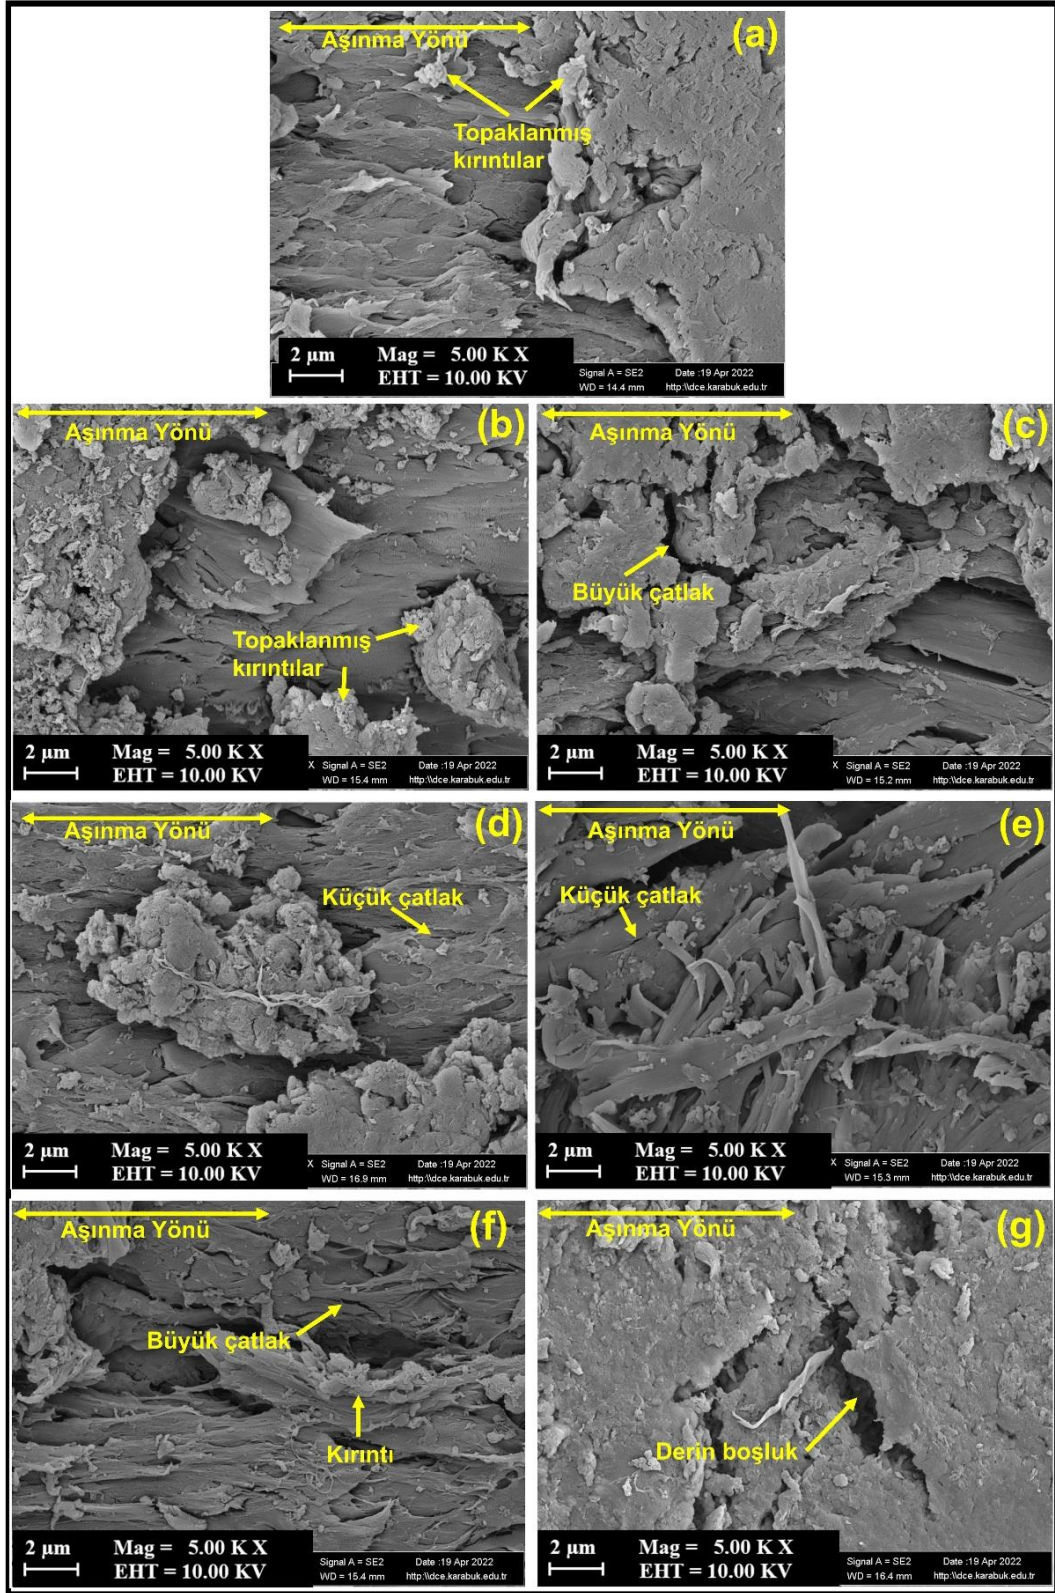 Aşınma Yönü
(a)
Topaklanmış
kırıntılar
2 µm
Mag = 5.00 K X
EHT = 10.00 KV
Signal A = SE2
Date :19 Apr 2022
WD = 14.4 mm
http:\\dce.karabuk.edu.tr
Aşınma Yönü
(b)
Topaklanmış
kırıntılar
2 µm
Mag = 5.00 K X
EHT = 10.00 KV
X
Signal A = SE2
Date :19 Apr 2022
WD = 15.4 mm
http:\\dce.karabuk.edu.tr
Aşınma Yönü
(c)
Büyük çatlak
2 µm
Mag = 5.00 K X
EHT = 10.00 KV
X
Signal A = SE2
Date :19 Apr 2022
WD = 15.2 mm
http:\\dce.karabuk.edu.tr
Aşınma Yönü
(d)
Küçük çatlak
2 µm
Mag = 5.00 K X
EHT = 10.00 KV
X
Signal A = SE2
Date :19 Apr 2022
WD = 16.9 mm
http:\\dce.karabuk.edu.tr
Aşınma Yönü
(e)
Küçük çatlak
2 µm
Mag = 5.00 K X
EHT = 10.00 KV
X
Signal A = SE2
Date :19 Apr 2022
WD = 15.3 mm
http:\\dce.karabuk.edu.tr
Aşınma Yönü
(f)
Büyük çatlak
Kırıntı
2 µm
Mag = 5.00 K X
EHT = 10.00 KV
Signal A = SE2
Date :19 Apr 2022
WD = 15.4 mm
http:\\dce.karabuk.edu.tr
Aşınma Yönü
(g)
Derin boşluk
2 µm
Mag = 5.00 K X
EHT = 10.00 KV
Signal A = SE2
Date :19 Apr 2022
WD = 16.4 mm
http:\\dce.karabuk.edu.tr